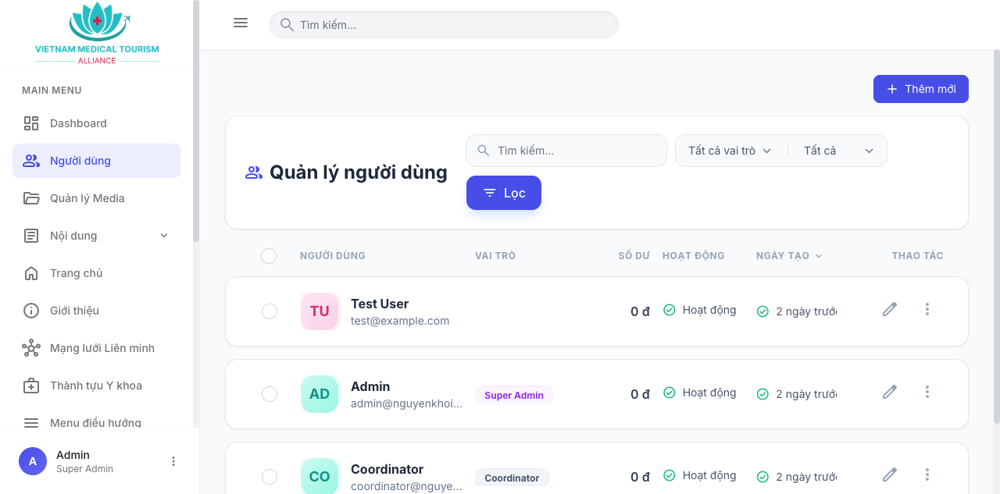 VIETNAM MEDICAL TOURISM
ALLIANCE
Tìm kiếm...
MAIN MENU
Dashboard
Người dùng
Quản lý Media
Nội dung
Trang chủ
Giới thiệu
Mạng lưới Liên minh
Thành tựu Y khoa
Menu điều hướng
A
Admin
Super Admin
Thêm mới
Quản lý người dùng
Tìm kiếm...
Tất cả vai trò
Tất cả
Lọc
NGƯỜI DÙNG
VAI TRÒ
SỐ DƯ
HOẠT ĐỘNG
NGÀY TẠO
THAO TÁC
TU
Test User
test@example.com
0 đ
Hoạt động
2 ngày trước
AD
Admin
admin@nguyenkhoi...
Super Admin
0 đ
Hoạt động
2 ngày trước
CO
Coordinator
coordinator@nguye...
Coordinator
0 đ
Hoạt động
2 ngày trước